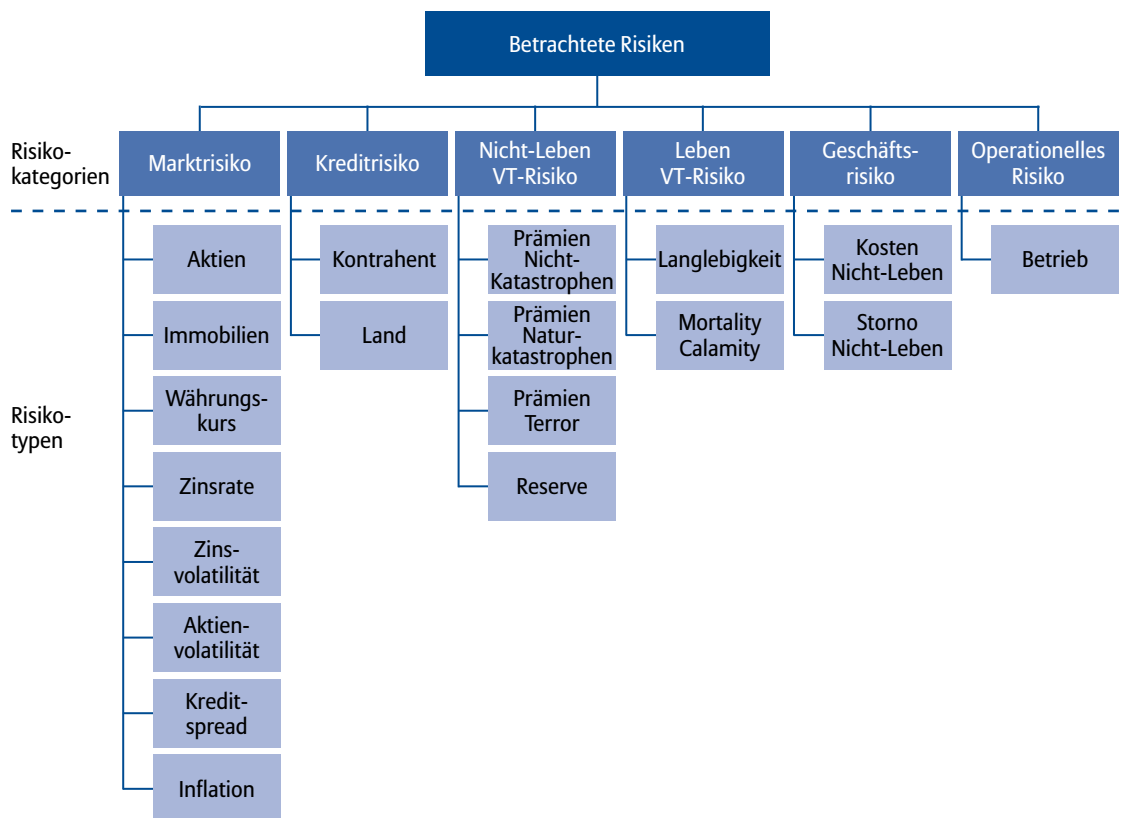 Betrachtete Risiken
Risiko-
kategorien
Marktrisiko
Kreditrisiko
Nicht-Leben
VT-Risiko
Leben
VT-Risiko
Geschäfts-
risiko
Operationelles
Risiko
Risiko-
typen
Aktien
Immobilien
Währungs-
kurs
Zinsrate
Zins-
volatilität
Aktien-
volatilität
Kredit-
spread
Inflation
Kontrahent
Land
Prämien
Nicht-
Katastrophen
Prämien
Natur-
katastrophen
Prämien
Terror
Reserve
Langlebigkeit
Mortality
Calamity
Kosten
Nicht-Leben
Storno
Nicht-Leben
Betrieb